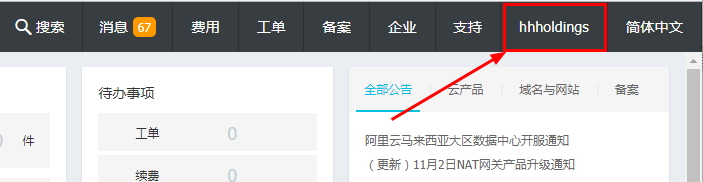 搜索 消息 67 费用 工单 备案 企业 支持 hhholdings 简体中文
待办事项
全部公告 云产品 域名与网站 备案
件
工单 0
阿里云马来西亚大区数据中心开服通知
（更新）11月2日NAT网关产品升级通知
续费 0